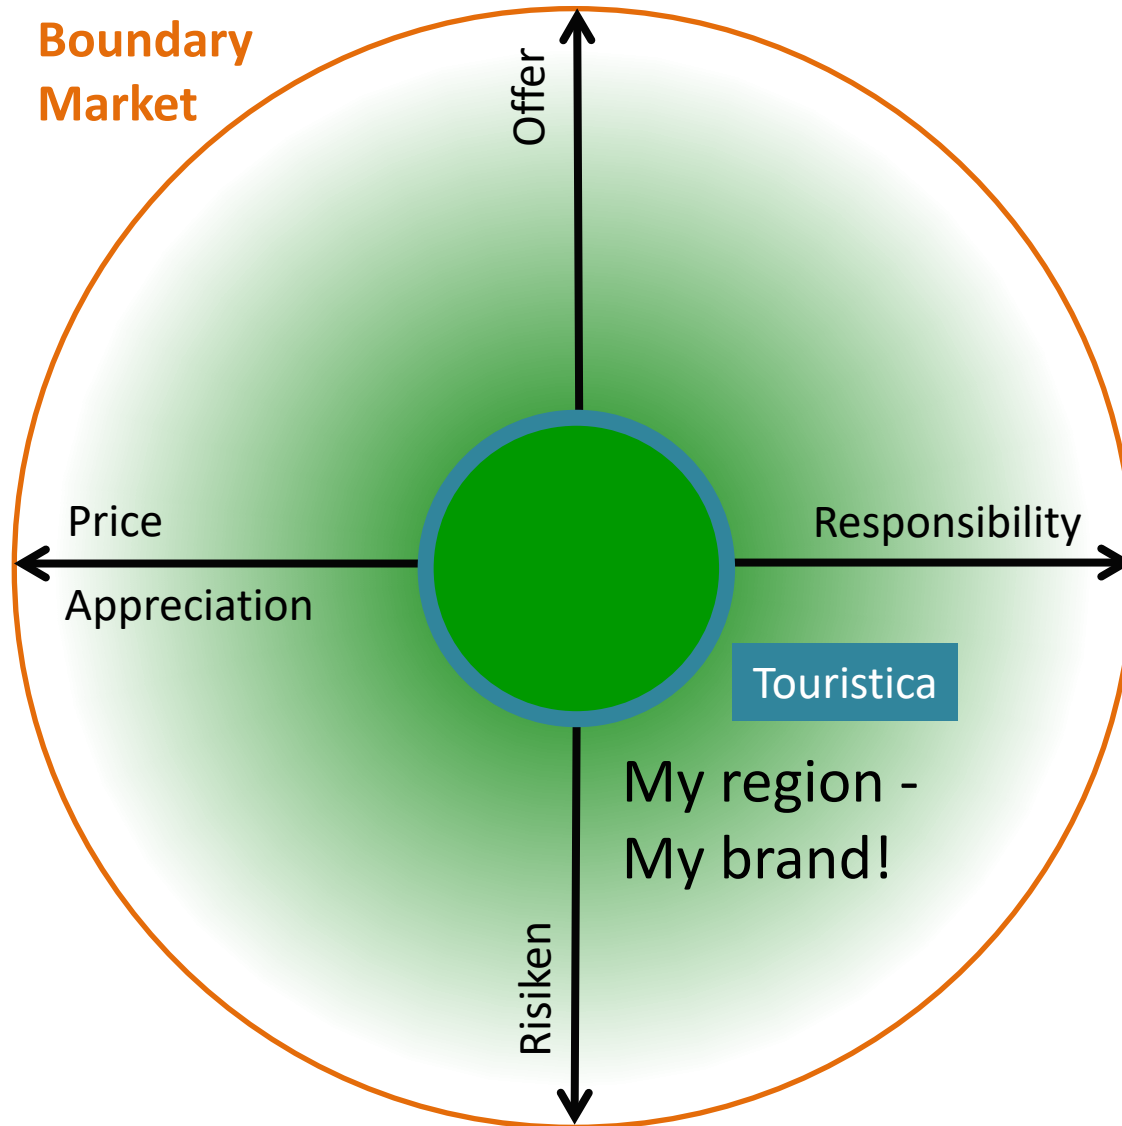 Boundary
Market
Offer
Price
Appreciation
Responsibility
Touristica
My region -
My brand!
Risiken